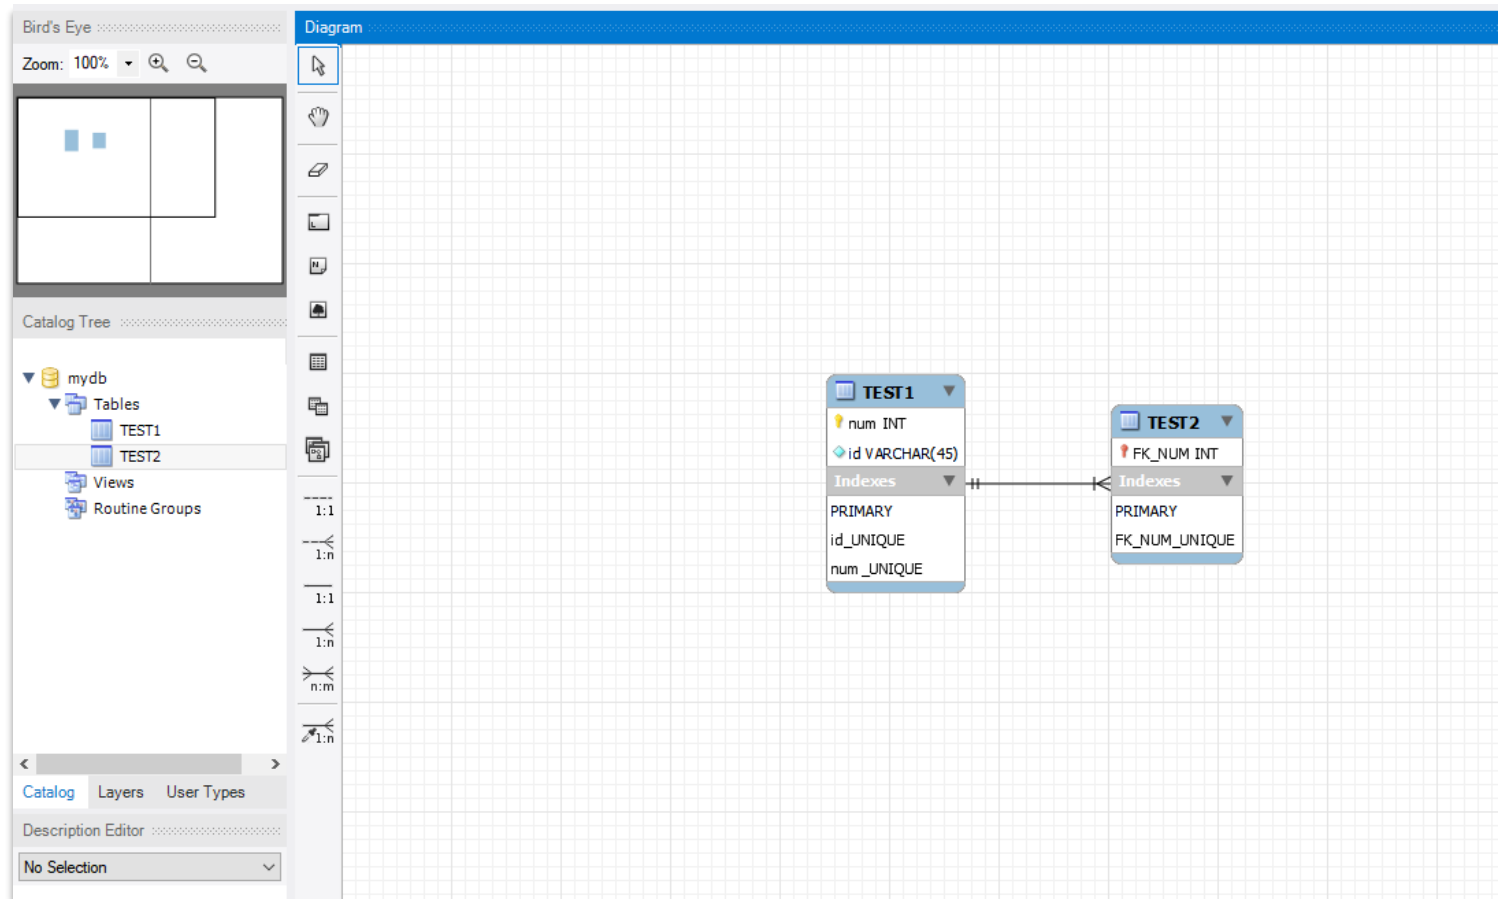 Bird's Eye
Zoom: 100%
Catalog Tree
mydb
Tables
TEST1
TEST2
Views
Routine Groups
Catalog Layers User Types
Description Editor
No Selection
Diagram
L
N
1:1
1:n
1:1
1:n
n:m
1:n
TEST1
num INT
id VARCHAR(45)
Indexes
PRIMARY
id_UNIQUE
num_UNIQUE
TEST2
FK_NUM INT
Indexes
PRIMARY
FK_NUM_UNIQUE